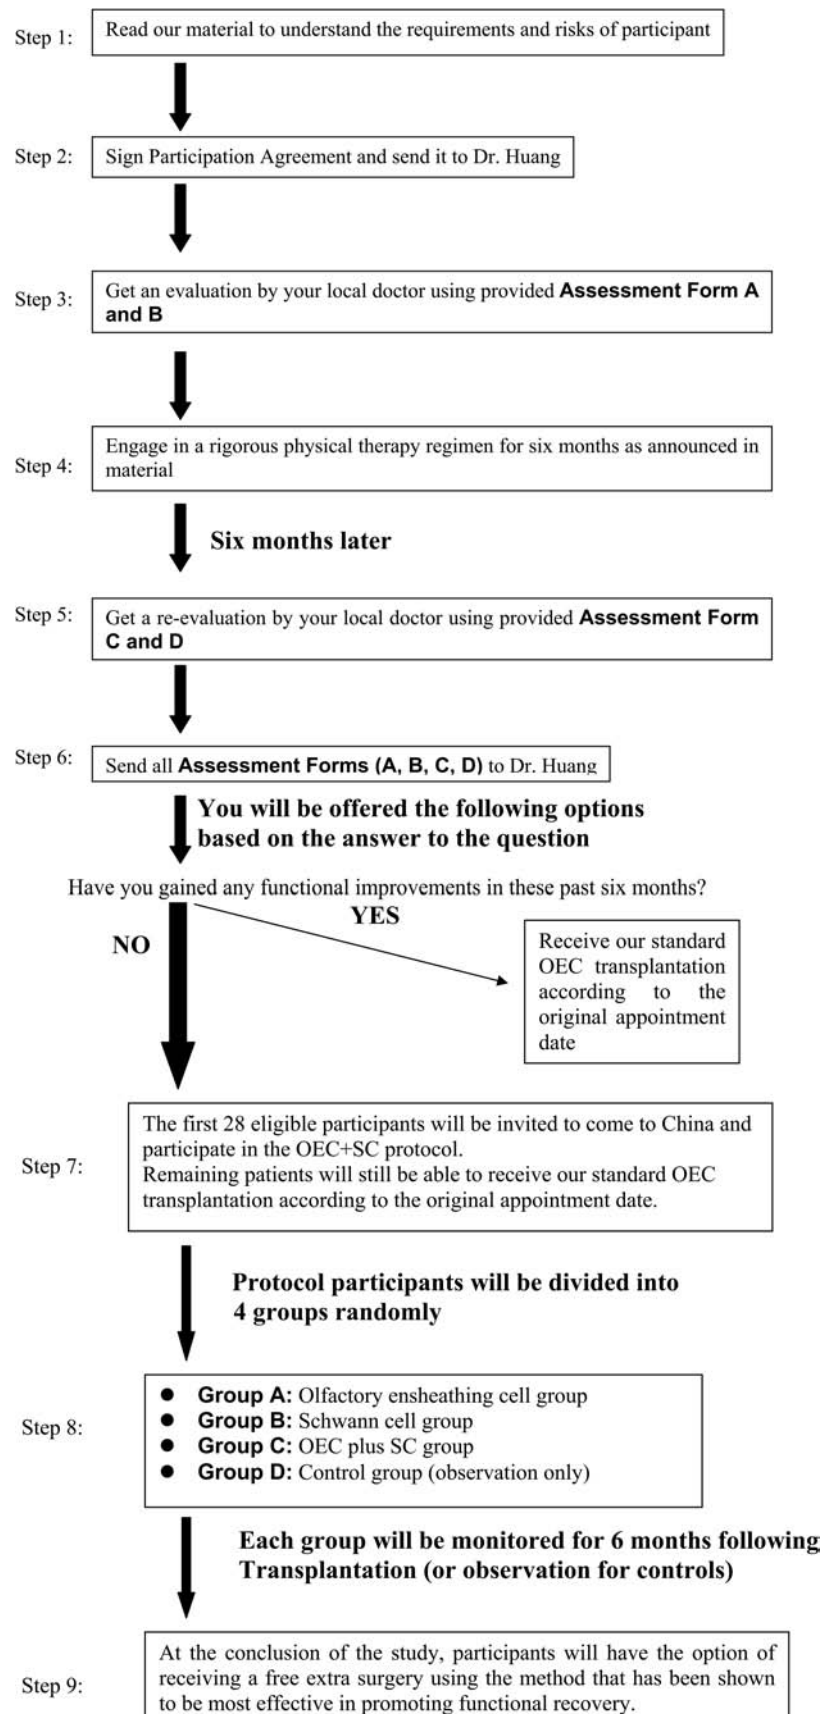 Step 1:
Read our material to understand the requirements and risks of participant
Step 2:
Sign Participation Agreement and send it to Dr. Huang
Step 3:
Get an evaluation by your local doctor using provided Assessment Form A
and B
Step 4:
Engage in a rigorous physical therapy regimen for six months as announced in
material
Six months later
Step 5:
Get a re-evaluation by your local doctor using provided Assessment Form
C and D
Step 6:
Send all Assessment Forms (A, B, C, D) to Dr. Huang
You will be offered the following options
based on the answer to the question
Have you gained any functional improvements in these past six months?
YES
NO
Receive our standard
OEC transplantation
according to the
original appointment
date
Step 7:
The first 28 eligible participants will be invited to come to China and
participate in the OEC+SC protocol.
Remaining patients will still be able to receive our standard OEC
transplantation according to the original appointment date.
Protocol participants will be divided into
4 groups randomly
Step 8:
● Group A: Olfactory ensheathing cell group
● Group B: Schwann cell group
● Group C: OEC plus SC group
● Group D: Control group (observation only)
Each group will be monitored for 6 months following
Transplantation (or observation for controls)
Step 9:
At the conclusion of the study, participants will have the option of
receiving a free extra surgery using the method that has been shown
to be most effective in promoting functional recovery.